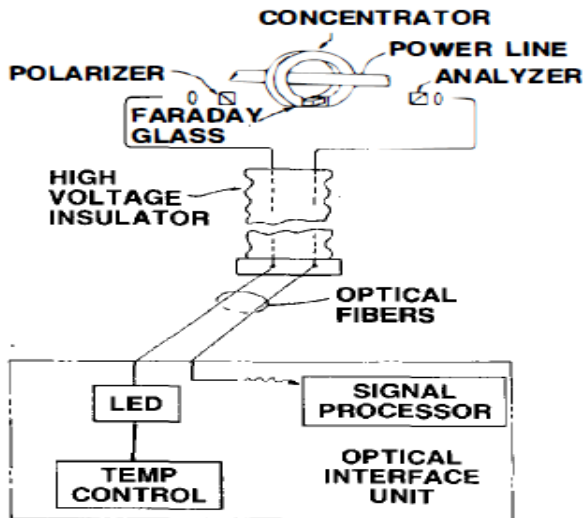 CONCENTRATOR
POWER LINE
POLARIZER
ANALYZER
FARADAY
GLASS
HIGH
VOLTAGE
INSULATOR
OPTICAL
FIBERS
LED
SIGNAL
PROCESSOR
TEMP
CONTROL
OPTICAL
INTERFACE
UNIT